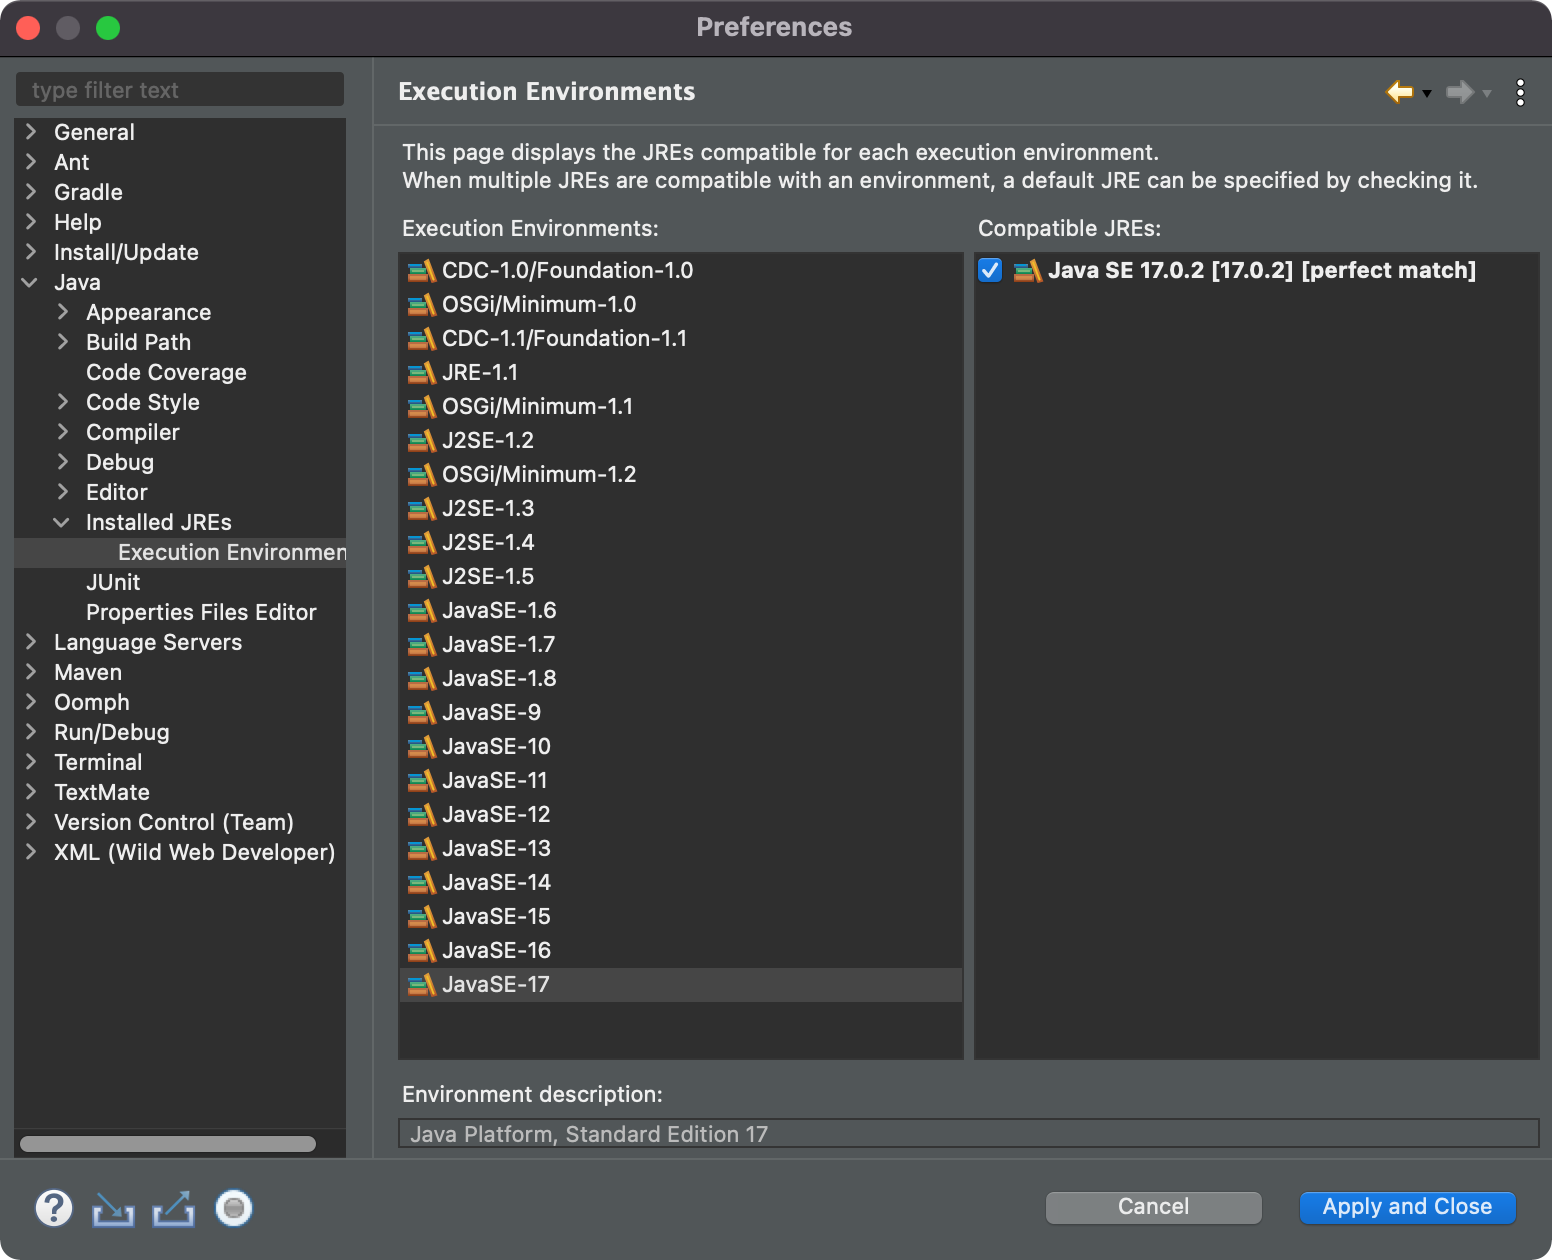 Preferences
type filter text
General
Ant
Gradle
Help
Install/Update
Java
Appearance
Build Path
Code Coverage
Code Style
Compiler
Debug
Editor
Installed JREs
Execution Environmen
JUnit
Properties Files Editor
Language Servers
Maven
Oomph
Run/Debug
Terminal
TextMate
Version Control (Team)
XML (Wild Web Developer)
Execution Environments
This page displays the JREs compatible for each execution environment.
When multiple JREs are compatible with an environment, a default JRE can be specified by checking it.
Execution Environments:
CDC-1.0/Foundation-1.0
OSGi/Minimum-1.0
CDC-1.1/Foundation-1.1
JRE-1.1
OSGi/Minimum-1.1
J2SE-1.2
OSGi/Minimum-1.2
J2SE-1.3
J2SE-1.4
J2SE-1.5
JavaSE-1.6
JavaSE-1.7
JavaSE-1.8
JavaSE-9
JavaSE-10
JavaSE-11
JavaSE-12
JavaSE-13
JavaSE-14
JavaSE-15
JavaSE-16
JavaSE-17
Compatible JREs:
Java SE 17.0.2 [17.0.2] [perfect match]
Environment description:
Java Platform, Standard Edition 17
?
Cancel
Apply and Close